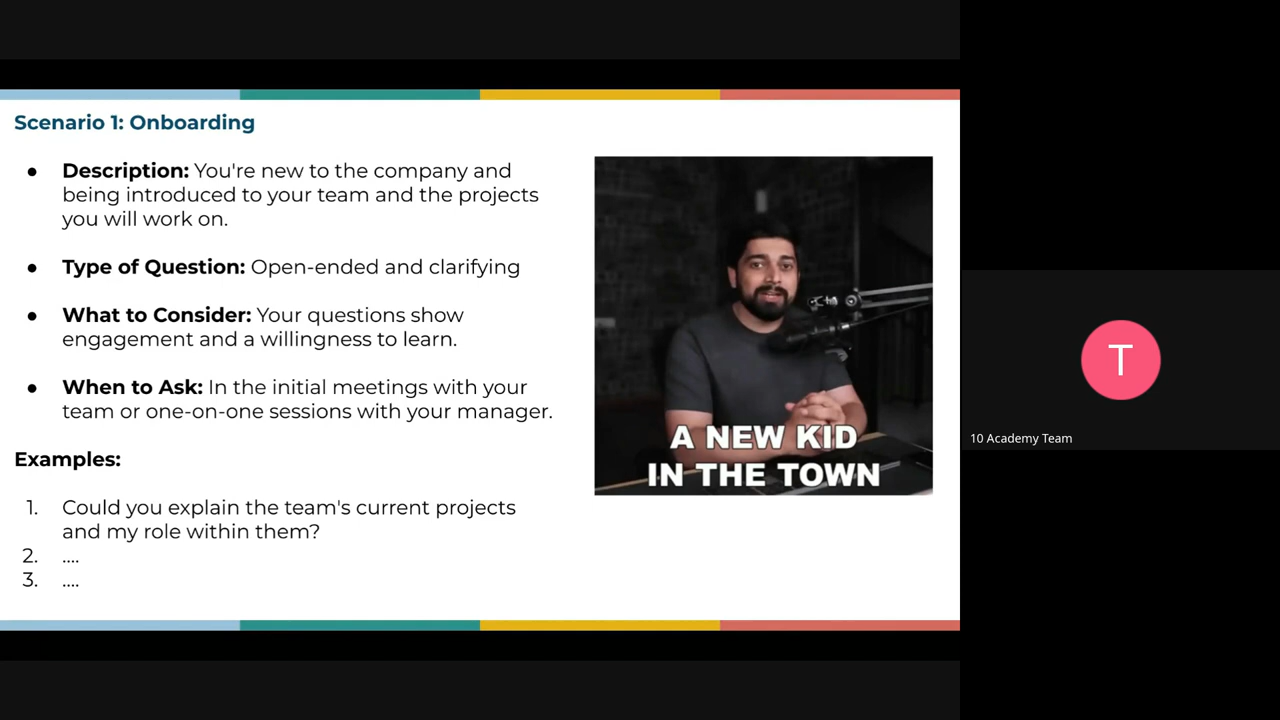 Scenario 1: Onboarding
● Description: You're new to the company and
being introduced to your team and the projects
you will work on.
● Type of Question: Open-ended and clarifying
● What to Consider: Your questions show
engagement and a willingness to learn.
● When to Ask: In the initial meetings with your
team or one-on-one sessions with your manager.
Examples:
1. Could you explain the team's current projects
and my role within them?
2. ....
3. ....
A NEW KID
IN THE TOWN
T
10 Academy Team